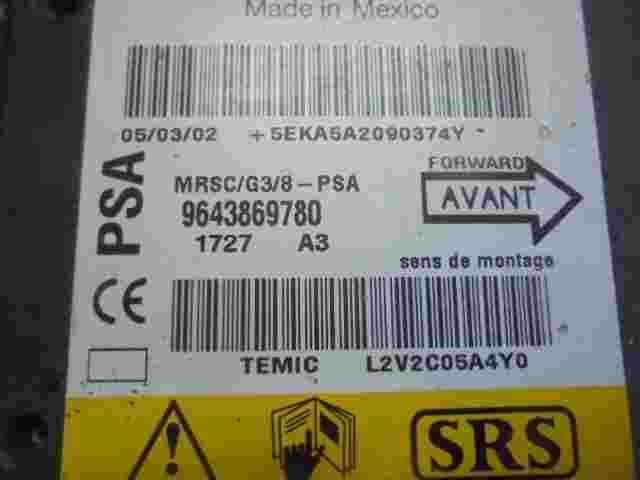 Made in Mexico
05/03/02 +5EKA5A2090374Y-
PSA
MRSC/G3/8-PSA
9643869780
1727 A3
FORWARD
AVANT
sens de montage
CE
TEMIC L2V2C05A4Y0
SRS